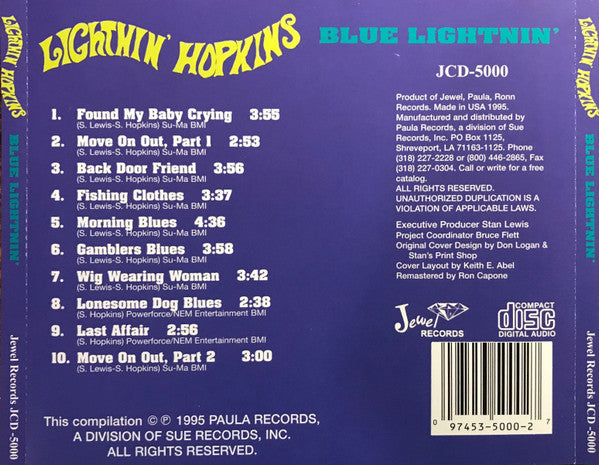 LIGHTNIN' HOPKINS
BLUE LIGHTNIN'
JCD-5000
1. Found My Baby Crying 3:55
(S. Lewis-S. Hopkins) Su-Ma BMI
2. Move On Out, Part 1 2:53
(S. Lewis-S. Hopkins) Su-Ma BMI
3. Back Door Friend 3:56
(S. Lewis-S. Hopkins) Su-Ma BMI
4. Fishing Clothes 3:37
(S. Lewis-S. Hopkins) Su-Ma BMI
5. Morning Blues 4:36
(S. Lewis-S. Hopkins) Su-Ma BMI
6. Gamblers Blues 3:58
(S. Lewis-S. Hopkins) Su-Ma BMI
7. Wig Wearing Woman 3:42
(S. Lewis-S. Hopkins) Su-Ma BMI
8. Lonesome Dog Blues 2:38
(S. Hopkins) Powerforce/NEM Entertainment BMI
9. Last Affair 2:56
(S. Hopkins) Powerforce/NEM Entertainment BMI
10. Move On Out, Part 2 3:00
(S. Lewis-S. Hopkins) Su-Ma BMI
This compilation © ℗ 1995 PAULA RECORDS,
A DIVISION OF SUE RECORDS, INC.
ALL RIGHTS RESERVED.
Product of Jewel, Paula, Ronn
Records. Made in USA 1995.
Manufactured and distributed by
Paula Records, a division of Sue
Records, Inc. PO Box 1125,
Shreveport, LA 71163-1125. Phone
(318) 227-2228 or (800) 446-2865, Fax
(318) 227-0304. Call or write for a free
catalog.
ALL RIGHTS RESERVED.
UNAUTHORIZED DUPLICATION IS A
VIOLATION OF APPLICABLE LAWS.
Executive Producer Stan Lewis
Project Coordinator Bruce Flett
Original Cover Design by Don Logan &
Stan's Print Shop
Cover Layout by Keith E. Abel
Remastered by Ron Capone
Jewel
RECORDS
COMPACT
disc
DIGITAL AUDIO
0 97453-5000-2 7
LIGHTNIN' HOPKINS
BLUE LIGHTNIN'
Jewel Records JCD -5000
LIGHTNIN' HOPKINS
BLUE LIGHTNIN'
Jewel Records JCD -5000